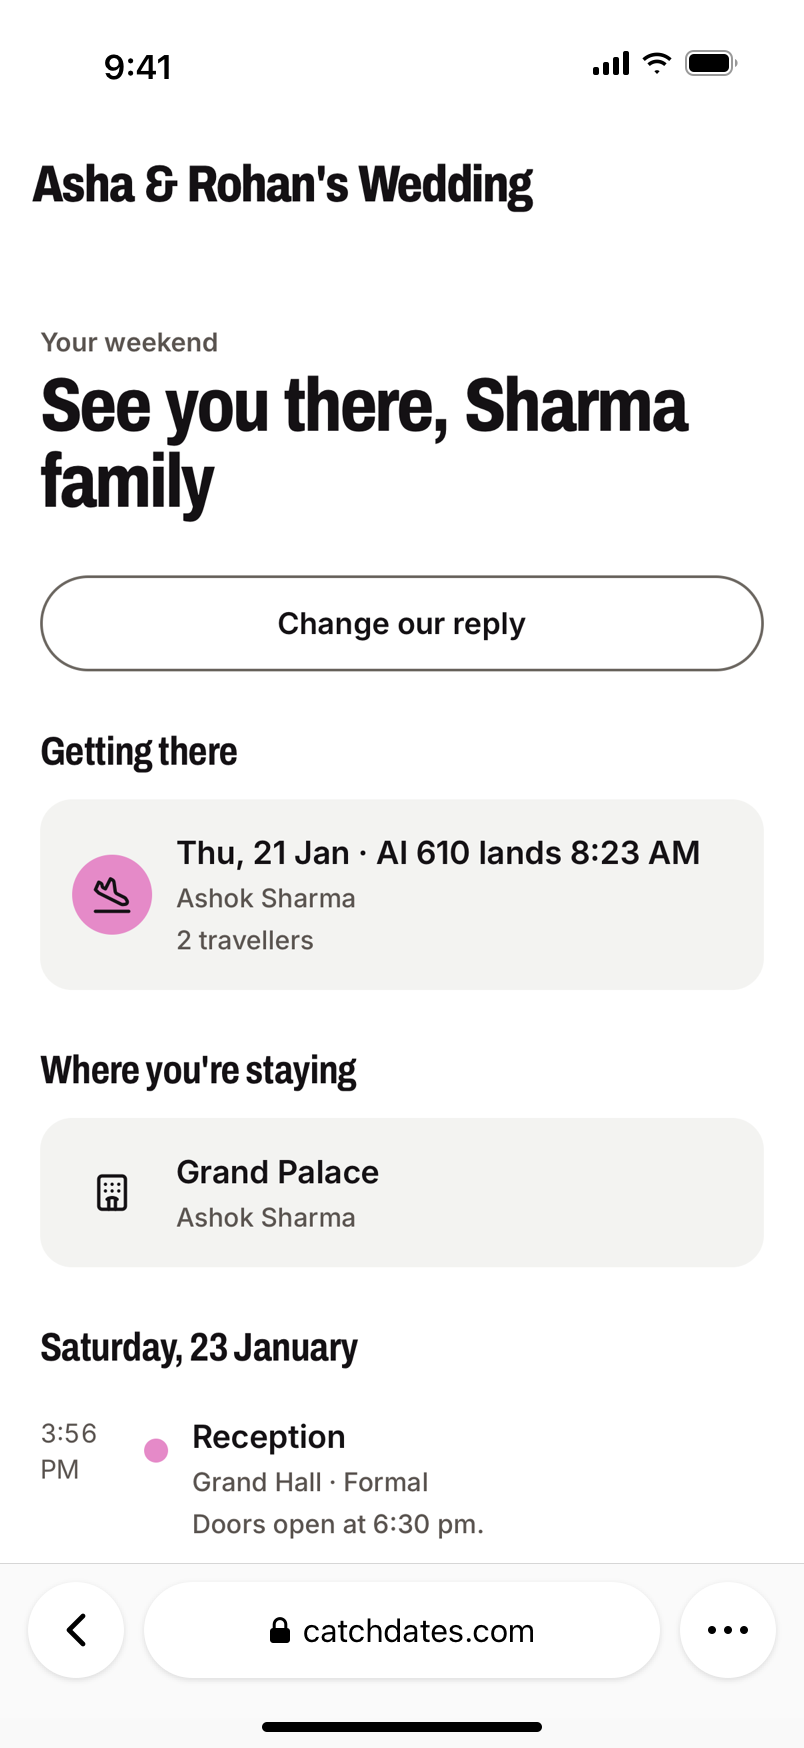 9:41
Asha & Rohan's Wedding
Your weekend
See you there, Sharma
family
Change our reply
Getting there
Thu, 21 Jan · AI 610 lands 8:23 AM
Ashok Sharma
2 travellers
Where you're staying
Grand Palace
Ashok Sharma
Saturday, 23 January
3:56
PM
Reception
Grand Hall · Formal
Doors open at 6:30 pm.
catchdates.com